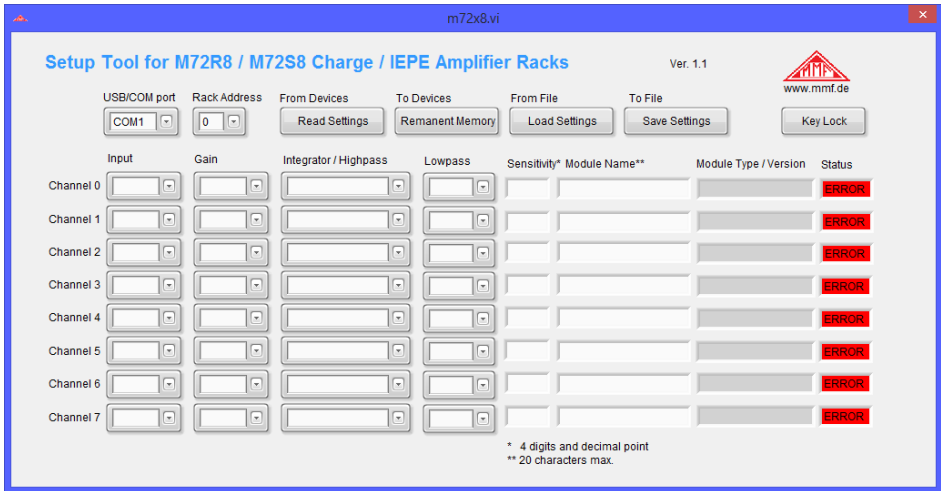 m72x8.vi
Setup Tool for M72R8 / M72S8 Charge / IEPE Amplifier Racks Ver. 1.1
MMF
www.mmf.de
USB/COM port Rack Address From Devices To Devices From File To File
COM1 0 Read Settings Remanent Memory Load Settings Save Settings Key Lock
Input Gain Integrator / Highpass Lowpass Sensitivity* Module Name** Module Type / Version Status
Channel 0 ERROR
Channel 1 ERROR
Channel 2 ERROR
Channel 3 ERROR
Channel 4 ERROR
Channel 5 ERROR
Channel 6 ERROR
Channel 7 ERROR
* 4 digits and decimal point
** 20 characters max.